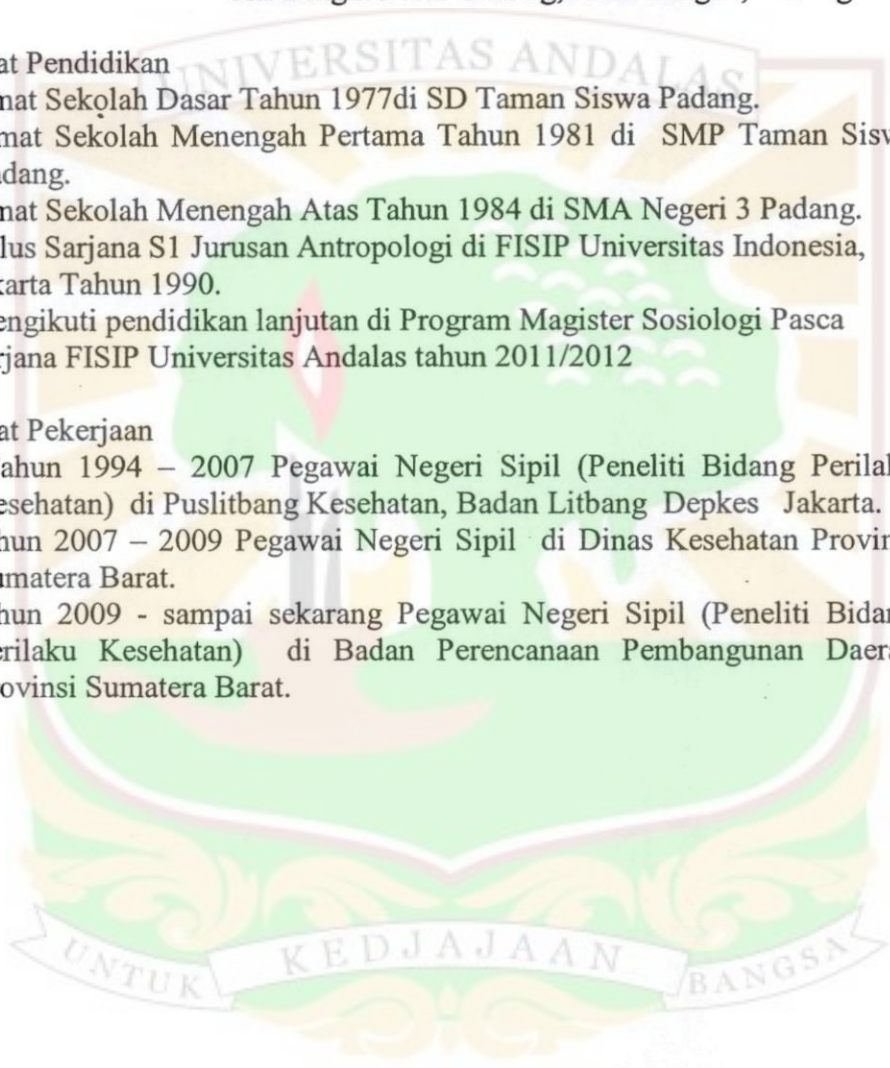 UNIVERSITAS ANDALAS
at Pendidikan
mat Sekolah Dasar Tahun 1977di SD Taman Siswa Padang.
mat Sekolah Menengah Pertama Tahun 1981 di SMP Taman Sisw
dang.
mat Sekolah Menengah Atas Tahun 1984 di SMA Negeri 3 Padang.
lus Sarjana S1 Jurusan Antropologi di FISIP Universitas Indonesia,
karta Tahun 1990.
engikuti pendidikan lanjutan di Program Magister Sosiologi Pasca
rjana FISIP Universitas Andalas tahun 2011/2012
at Pekerjaan
ahun 1994 – 2007 Pegawai Negeri Sipil (Peneliti Bidang Perilak
esehatan) di Puslitbang Kesehatan, Badan Litbang Depkes Jakarta.
hun 2007 – 2009 Pegawai Negeri Sipil di Dinas Kesehatan Provin
umatera Barat.
hun 2009 - sampai sekarang Pegawai Negeri Sipil (Peneliti Bidan
erilaku Kesehatan) di Badan Perencanaan Pembangunan Daera
ovinsi Sumatera Barat.
UNTUK KEDJAJAAN BANGSA